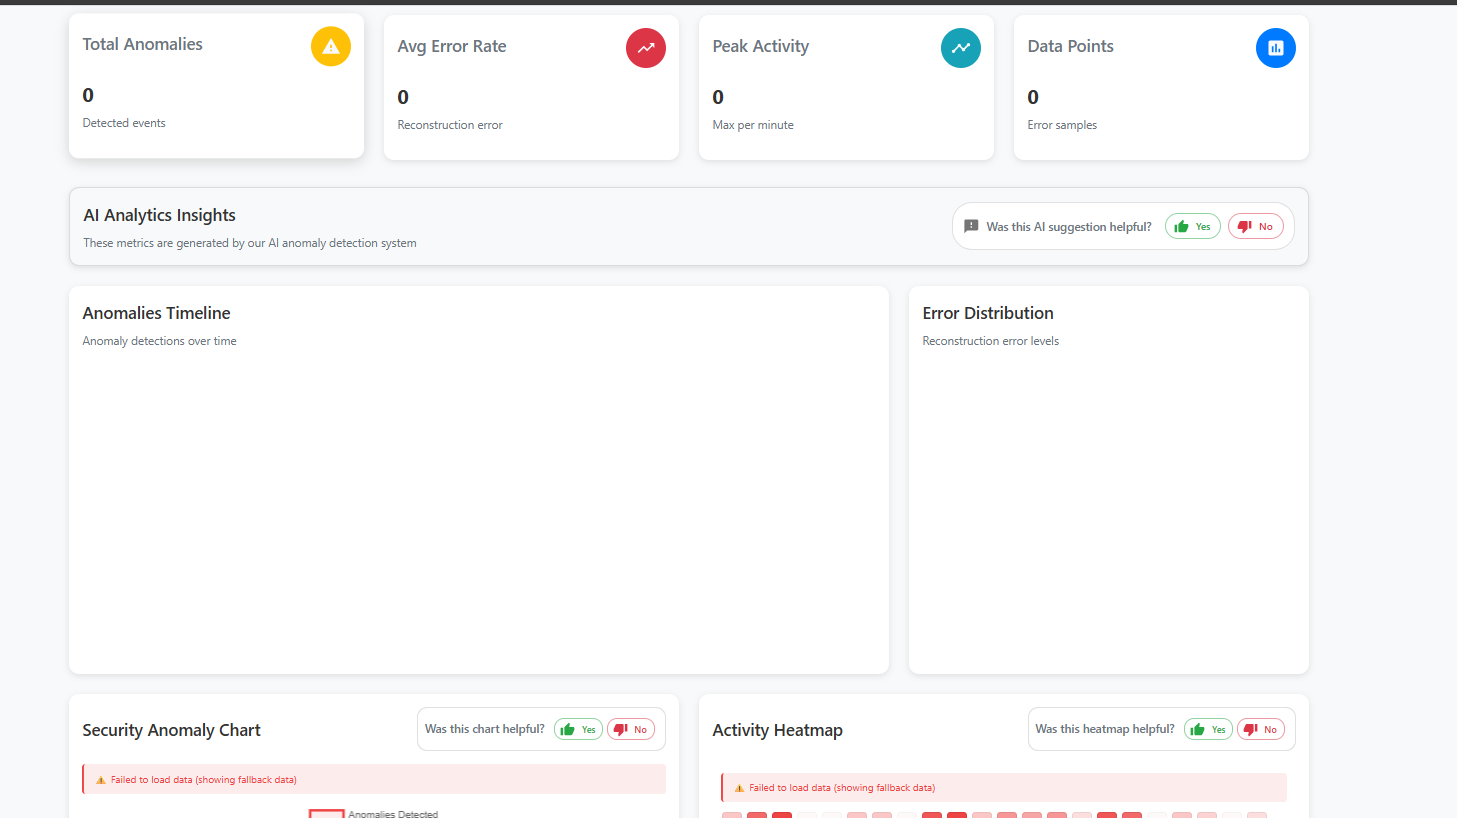 Total Anomalies
0
Detected events
Avg Error Rate
0
Reconstruction error
Peak Activity
0
Max per minute
Data Points
0
Error samples
AI Analytics Insights
These metrics are generated by our AI anomaly detection system
Was this AI suggestion helpful? Yes No
Anomalies Timeline
Anomaly detections over time
Error Distribution
Reconstruction error levels
Security Anomaly Chart
Was this chart helpful? Yes No
Failed to load data (showing fallback data)
Anomalies Detected
Activity Heatmap
Was this heatmap helpful? Yes No
Failed to load data (showing fallback data)